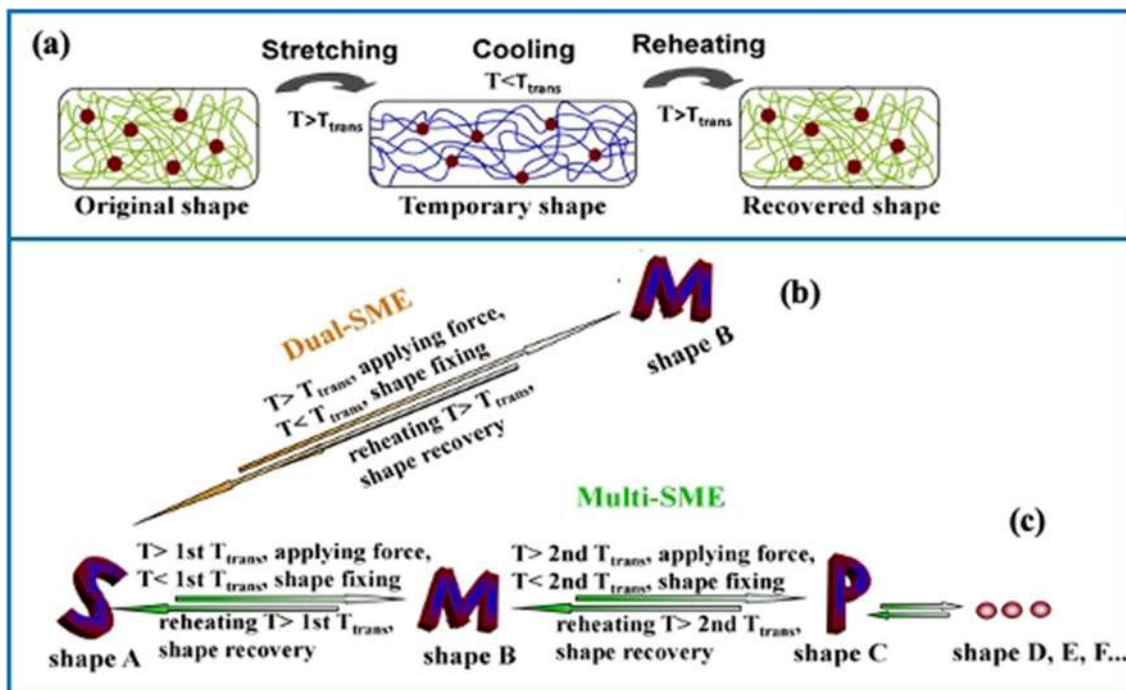 (a)
Stretching
T>Ttrans
Cooling
T<Ttrans
Reheating
T>Ttrans
Original shape
Temporary shape
Recovered shape
(b)
Dual-SME
T> Ttrans, applying force,
T< Ttrans, shape fixing
reheating T> Ttrans,
shape recovery
M
shape B
Multi-SME
(c)
S
shape A
T> 1st Ttrans, applying force,
T< 1st Ttrans, shape fixing
reheating T> 1st Ttrans,
shape recovery
M
shape B
T> 2nd Ttrans, applying force,
T< 2nd Ttrans, shape fixing
reheating T> 2nd Ttrans,
shape recovery
P
shape C
shape D, E, F...